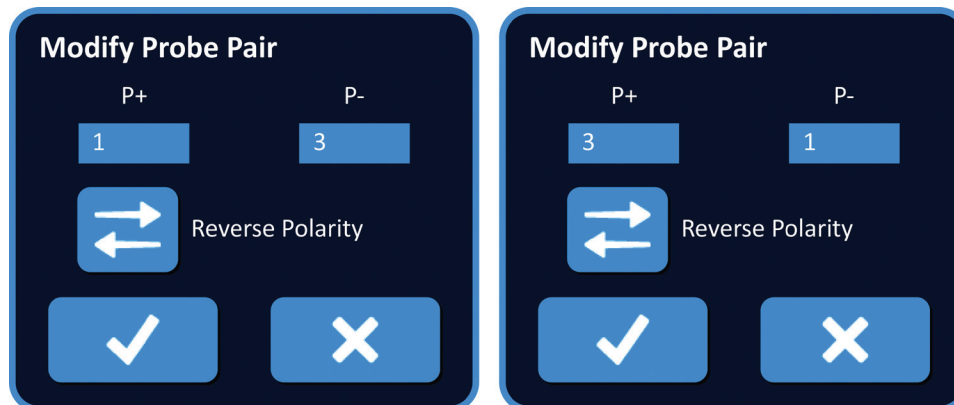 Modify Probe Pair
P+ P-
1 3
Reverse Polarity
Modify Probe Pair
P+ P-
3 1
Reverse Polarity